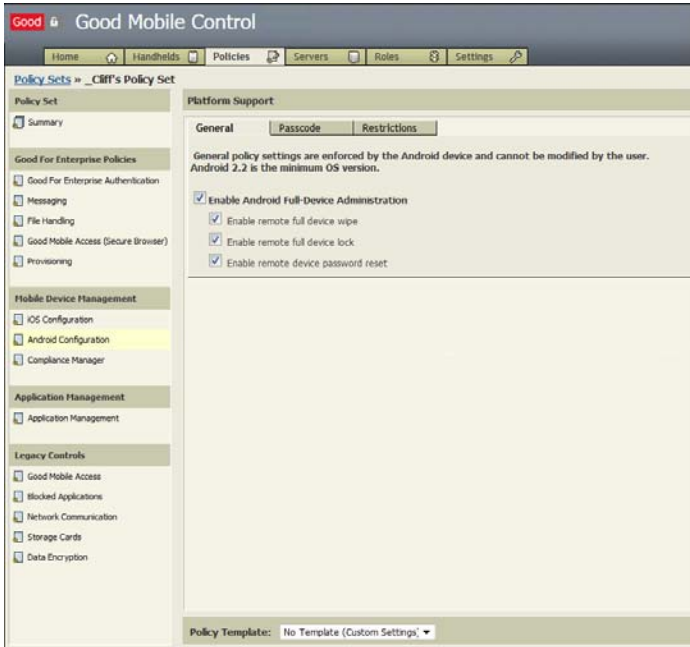 Good Good Mobile Control
Home Handhelds Policies Servers Roles Settings
Policy Sets » _Cliff's Policy Set
Policy Set
Summary
Good For Enterprise Policies
Good For Enterprise Authentication
Messaging
File Handling
Good Mobile Access (Secure Browser)
Provisioning
Mobile Device Management
iOS Configuration
Android Configuration
Compliance Manager
Application Management
Application Management
Legacy Controls
Good Mobile Access
Blocked Applications
Network Communication
Storage Cards
Data Encryption
Platform Support
General Passcode Restrictions
General policy settings are enforced by the Android device and cannot be modified by the user.
Android 2.2 is the minimum OS version.
Enable Android Full-Device Administration
Enable remote full device wipe
Enable remote full device lock
Enable remote device password reset
Policy Template: No Template (Custom Settings)